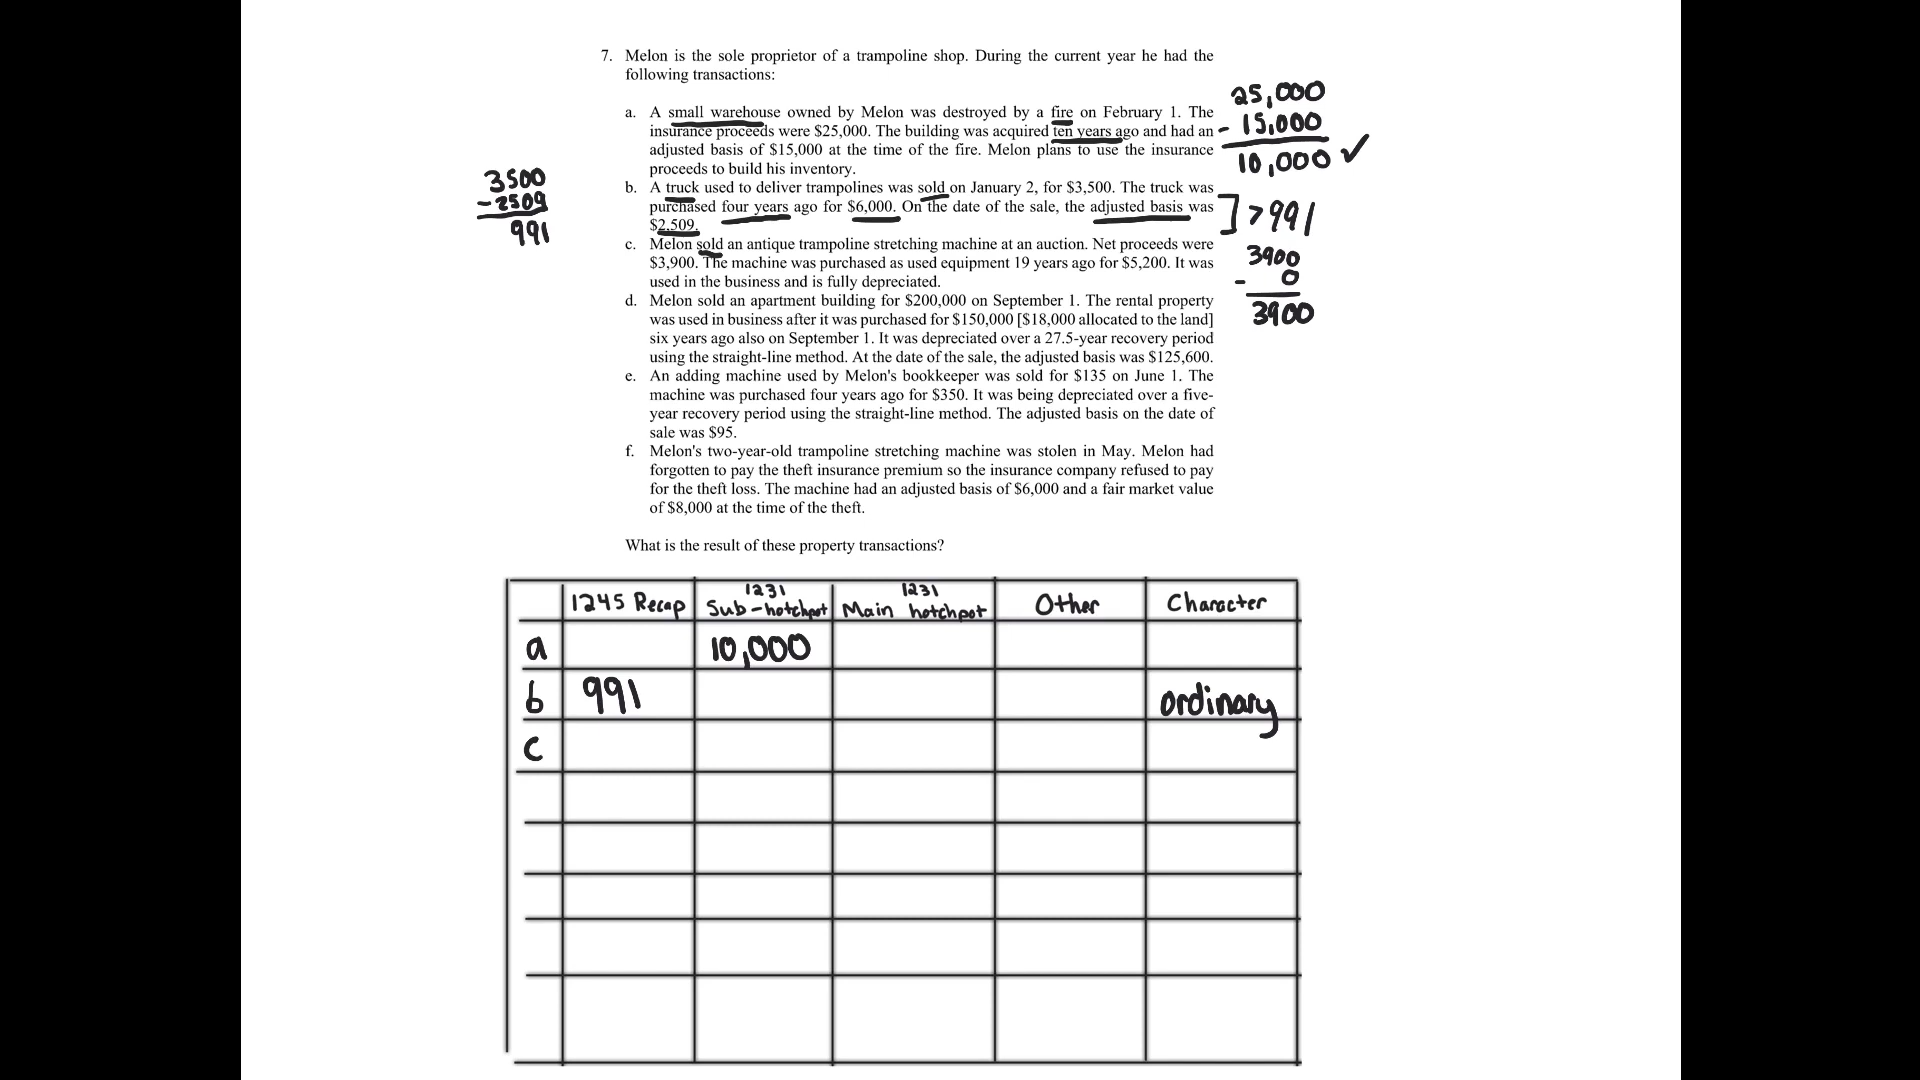 7. Melon is the sole proprietor of a trampoline shop. During the current year he had the
following transactions:
a. A small warehouse owned by Melon was destroyed by a fire on February 1. The
insurance proceeds were $25,000. The building was acquired ten years ago and had an
adjusted basis of $15,000 at the time of the fire. Melon plans to use the insurance
proceeds to build his inventory.
25,000
- 15,000
10,000 ✓
b. A truck used to deliver trampolines was sold on January 2, for $3,500. The truck was
purchased four years ago for $6,000. On the date of the sale, the adjusted basis was
$2,509.
3500
-2509
991
] > 991
c. Melon sold an antique trampoline stretching machine at an auction. Net proceeds were
$3,900. The machine was purchased as used equipment 19 years ago for $5,200. It was
used in the business and is fully depreciated.
3900
- 0
3900
d. Melon sold an apartment building for $200,000 on September 1. The rental property
was used in business after it was purchased for $150,000 [$18,000 allocated to the land]
six years ago also on September 1. It was depreciated over a 27.5-year recovery period
using the straight-line method. At the date of the sale, the adjusted basis was $125,600.
e. An adding machine used by Melon's bookkeeper was sold for $135 on June 1. The
machine was purchased four years ago for $350. It was being depreciated over a five-
year recovery period using the straight-line method. The adjusted basis on the date of
sale was $95.
f. Melon's two-year-old trampoline stretching machine was stolen in May. Melon had
forgotten to pay the theft insurance premium so the insurance company refused to pay
for the theft loss. The machine had an adjusted basis of $6,000 and a fair market value
of $8,000 at the time of the theft.
What is the result of these property transactions?
1245 Recap
1231
Sub-hotchpot
1231
Main hotchpot
Other
Character
a 10,000
b 991 ordinary
c